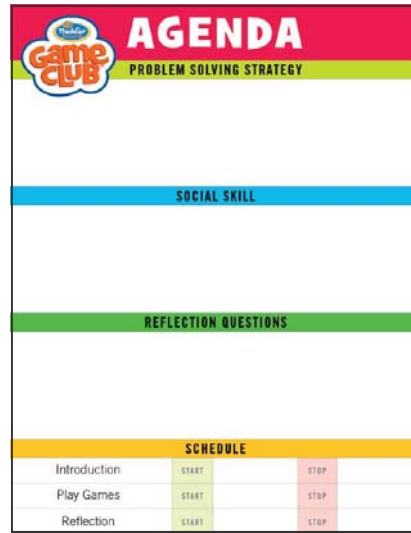 ThinkFun
AGENDA
Game
CLUB
PROBLEM SOLVING STRATEGY
SOCIAL SKILL
REFLECTION QUESTIONS
SCHEDULE
Introduction START STOP
Play Games START STOP
Reflection START STOP